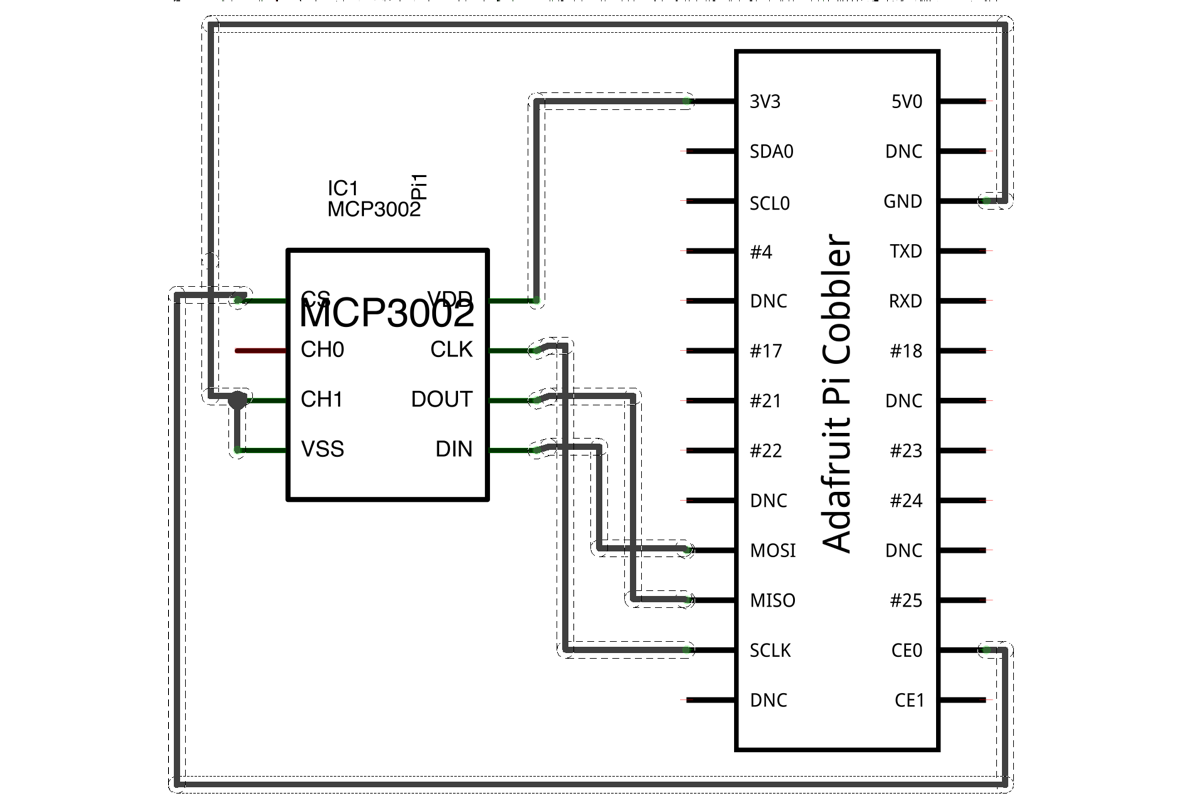 IC1
MCP3002
Pi1
MCP3002
CS
CH0
CH1
VSS
VDD
CLK
DOUT
DIN
3V3
SDA0
SCL0
#4
DNC
#17
#21
#22
DNC
MOSI
MISO
SCLK
DNC
Adafruit Pi Cobbler
5V0
DNC
GND
TXD
RXD
#18
DNC
#23
#24
DNC
#25
CE0
CE1